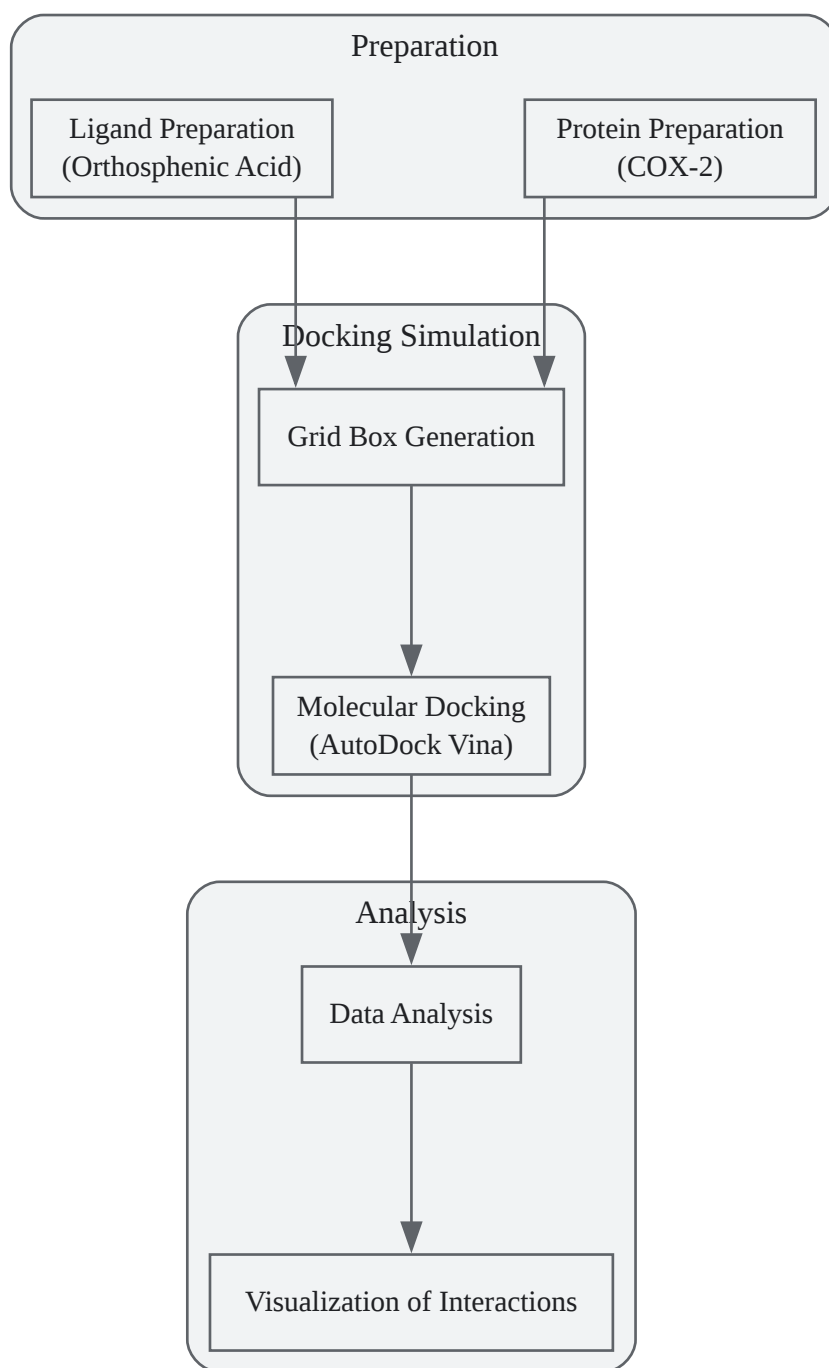 Preparation
Ligand Preparation
(Orthosphenic Acid)
Protein Preparation
(COX-2)
Docking Simulation
Grid Box Generation
Molecular Docking
(AutoDock Vina)
Analysis
Data Analysis
Visualization of Interactions